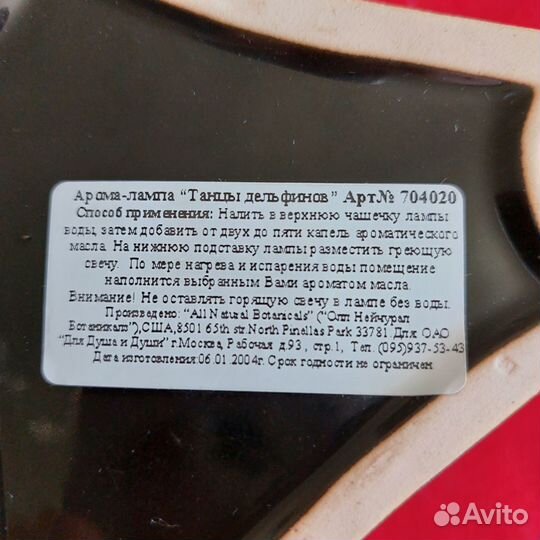 Арома-лампа "Танцы дельфинов" Арт№ 704020
Способ применения: Налить в верхнюю чашечку лампы
воды, затем добавить от двух до пяти капель ароматического
масла. На нижнюю подставку лампы разместить греющую
свечу. По мере нагрева и испарения воды помещение
наполнится выбранным Вами ароматом масла.
Внимание! Не оставлять горящую свечу в лампе без воды.
Произведено: "All Natural Botanicals" ("Олл Нейчурал
Ботаникалз"),США,8501 65th str.North Pinellas Park 33781.Для ОАО
"Для Душа и Души" г.Москва, Рабочая д.93, стр.1, Тел. (095)937-53-43
Дата изготовления:06.01.2004г. Срок годности не ограничен
Avito